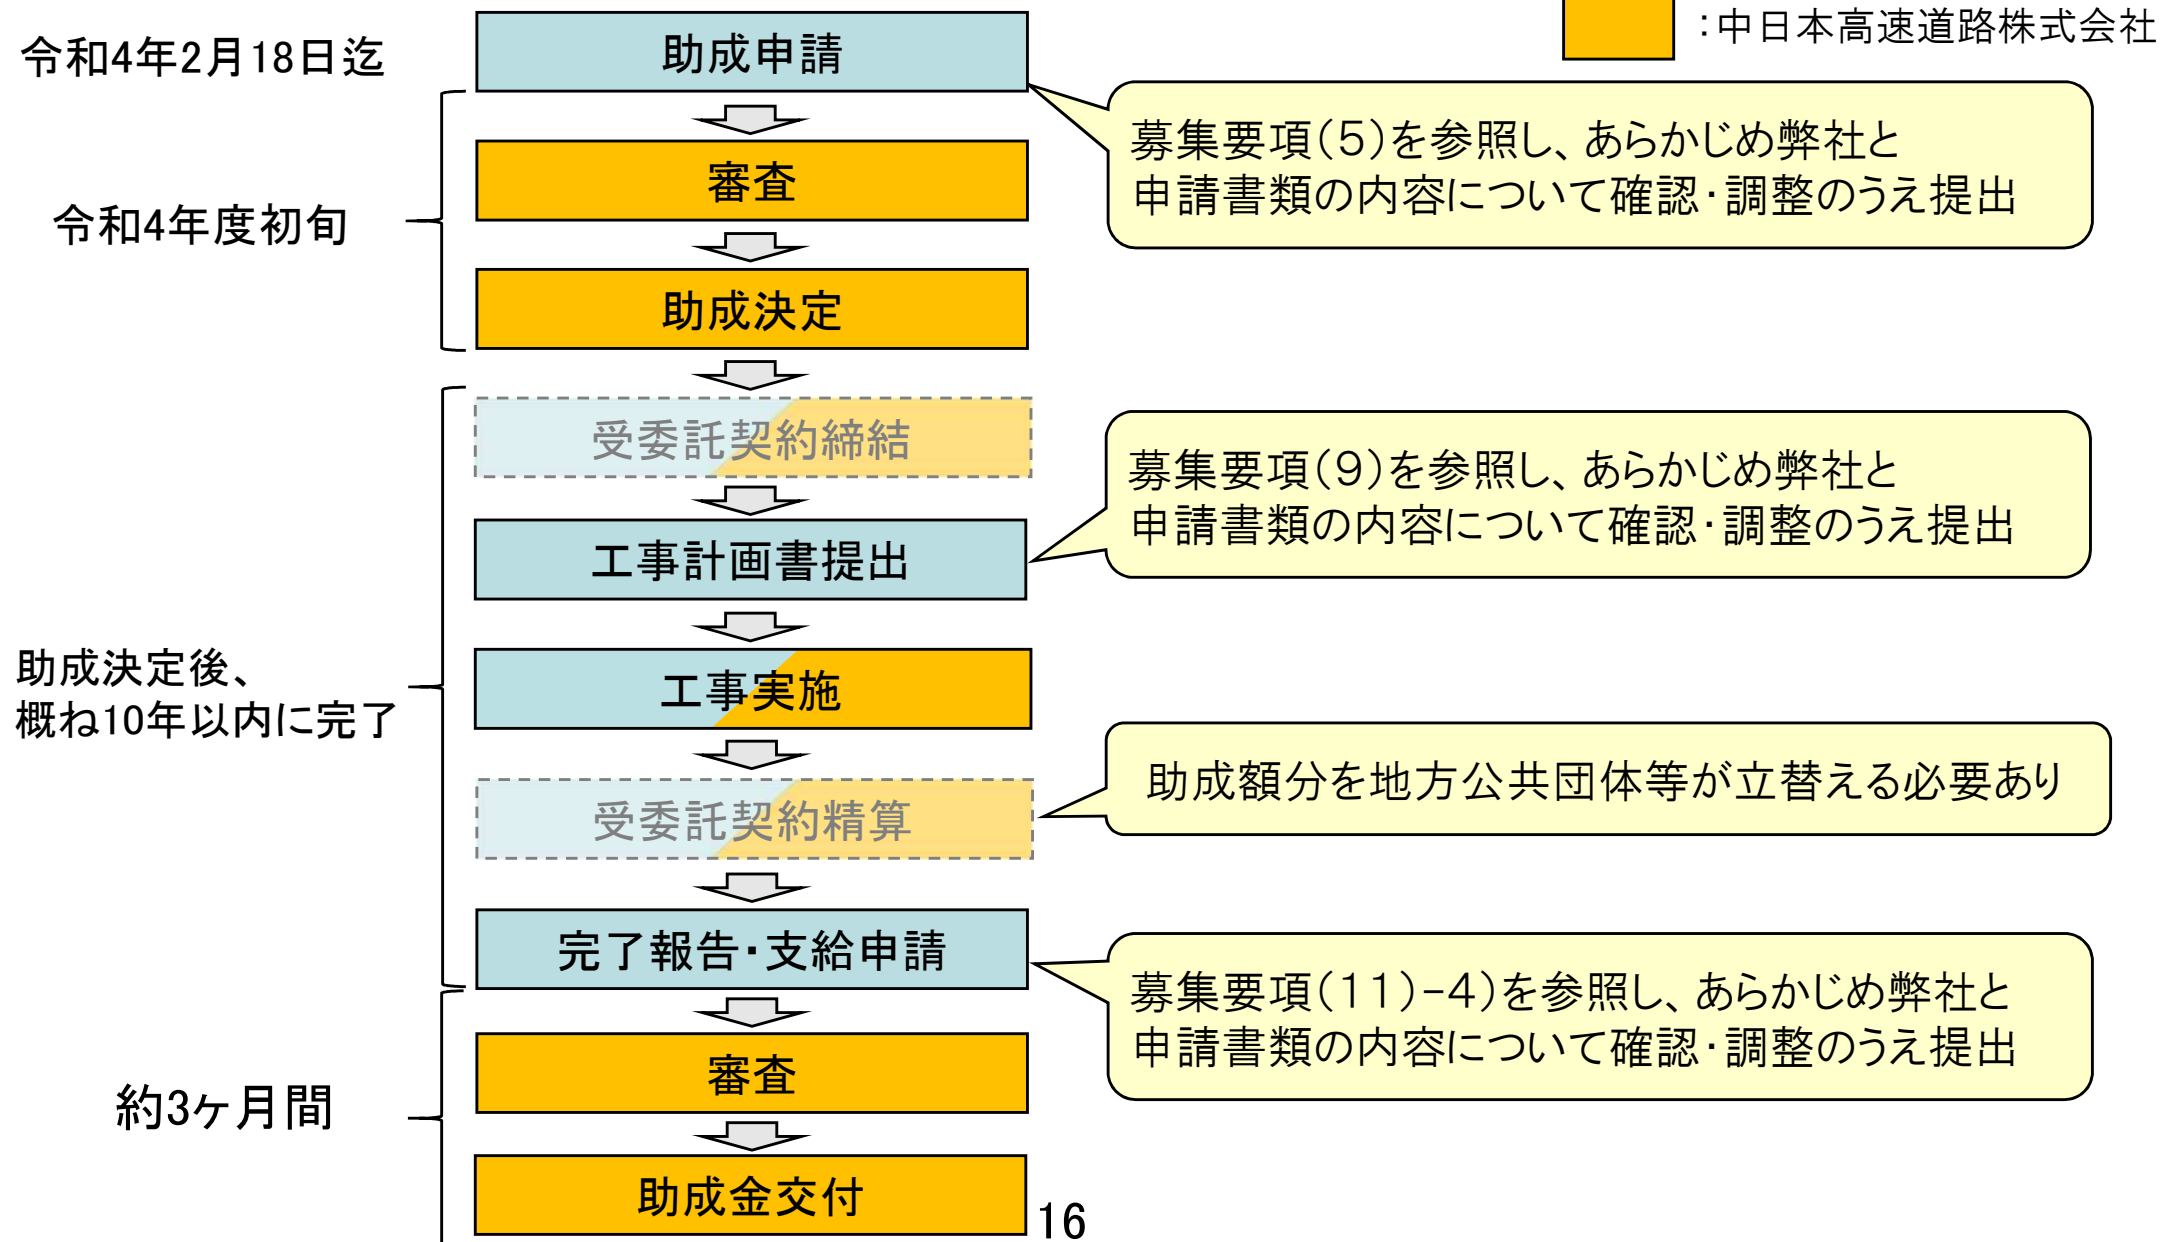 ：中日本高速道路株式会社
令和4年2月18日迄
助成申請
募集要項（5）を参照し、あらかじめ弊社と
申請書類の内容について確認・調整のうえ提出
審査
令和4年度初旬
助成決定
受委託契約締結
募集要項（9）を参照し、あらかじめ弊社と
申請書類の内容について確認・調整のうえ提出
工事計画書提出
助成決定後、
概ね10年以内に完了
工事実施
助成額分を地方公共団体等が立替える必要あり
受委託契約精算
完了報告・支給申請
募集要項（11）-4）を参照し、あらかじめ弊社と
申請書類の内容について確認・調整のうえ提出
審査
約3ヶ月間
助成金交付
16